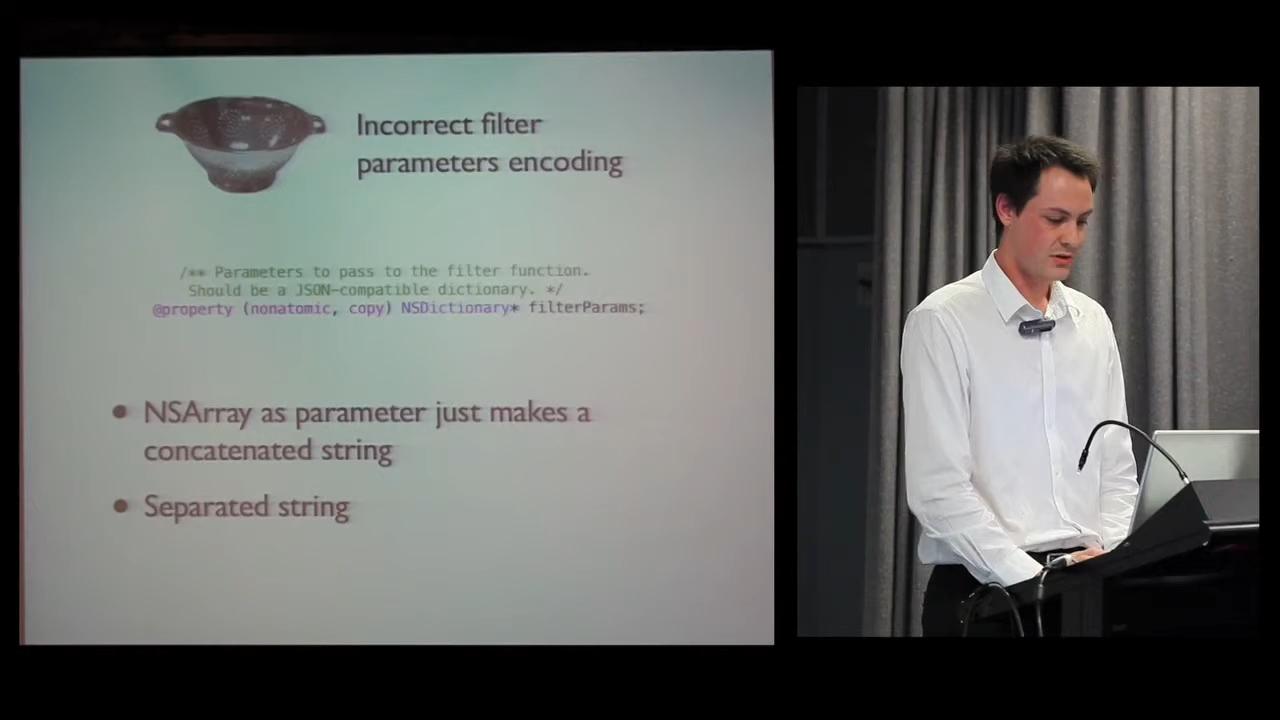 Incorrect filter
parameters encoding
/** Parameters to pass to the filter function.
Should be a JSON-compatible dictionary. */
@property (nonatomic, copy) NSDictionary* filterParams;
• NSArray as parameter just makes a
concatenated string
• Separated string